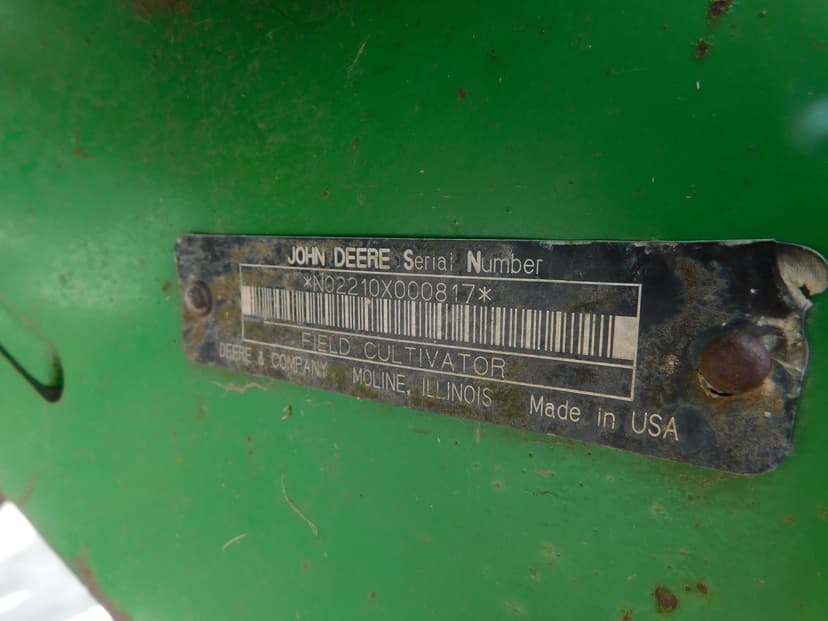 JOHN DEERE Serial Number
*N02210X000817*
FIELD CULTIVATOR
DEERE & COMPANY MOLINE, ILLINOIS Made in USA